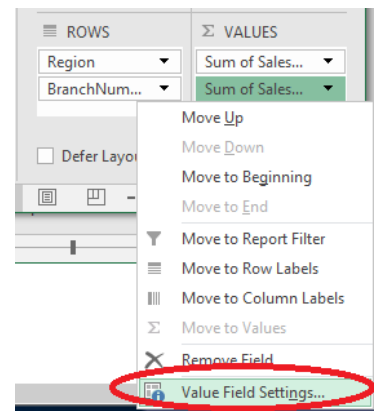 ROWS
Σ VALUES
Region
Sum of Sales...
BranchNum...
Sum of Sales...
Move Up
Defer Layou
Move Down
Move to Beginning
Move to End
Move to Report Filter
Move to Row Labels
Move to Column Labels
Σ Move to Values
Remove Field
Value Field Settings...